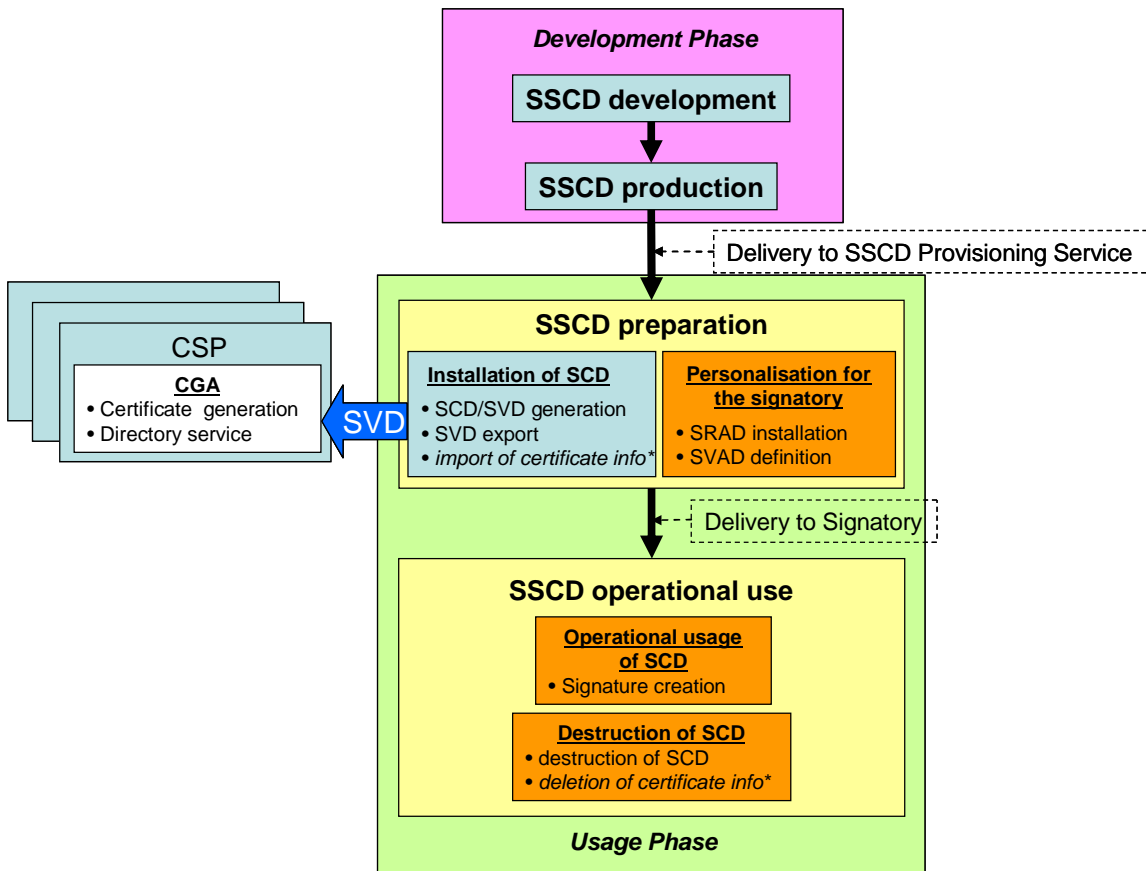 Development Phase
SSCD development
SSCD production
Delivery to SSCD Provisioning Service
SSCD preparation
CSP
CGA
• Certificate generation
• Directory service
SVD
Installation of SCD
• SCD/SVD generation
• SVD export
• import of certificate info*
Personalisation for
the signatory
• SRAD installation
• SVAD definition
Delivery to Signatory
SSCD operational use
Operational usage
of SCD
• Signature creation
Destruction of SCD
• destruction of SCD
• deletion of certificate info*
Usage Phase